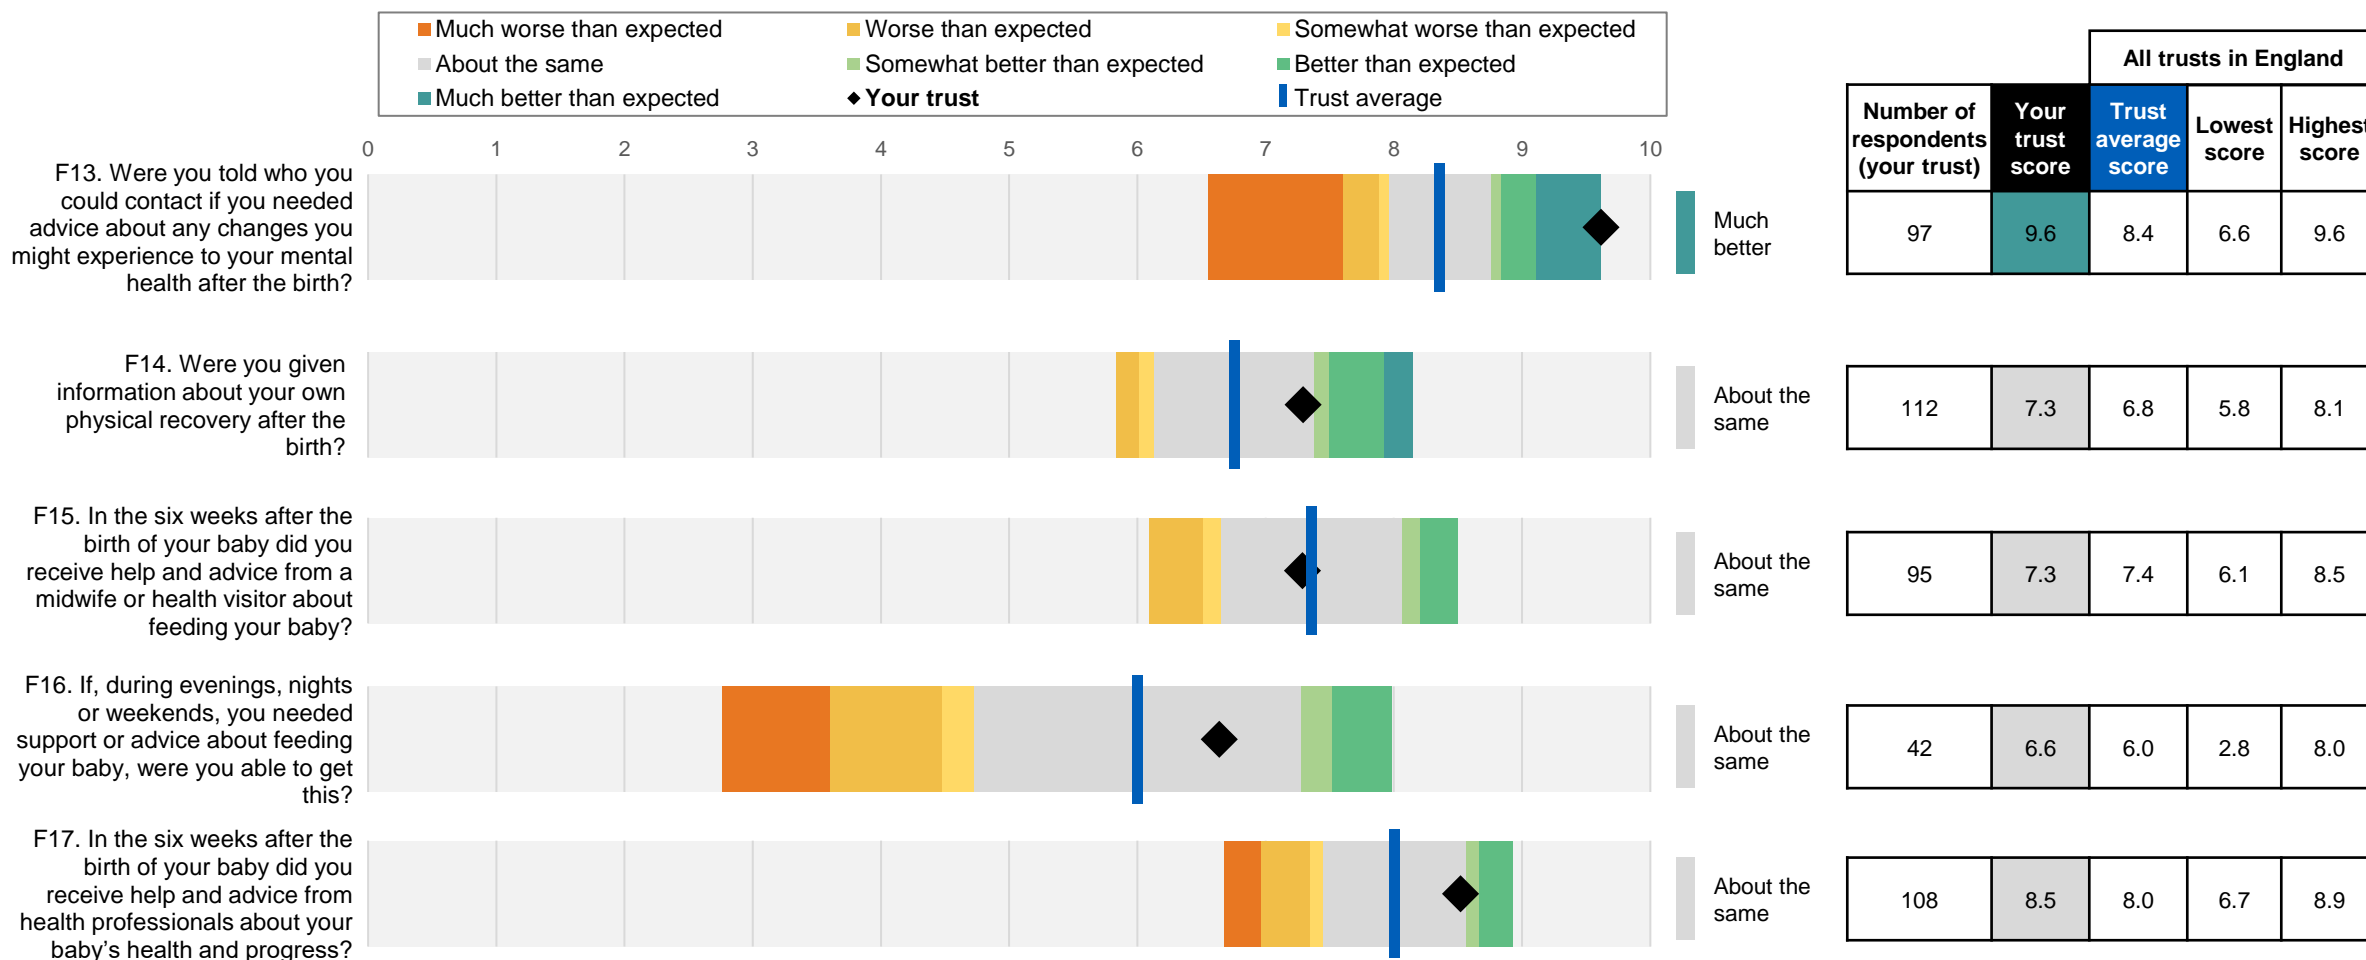 Much worse than expected
Worse than expected
Somewhat worse than expected
About the same
Somewhat better than expected
Better than expected
Much better than expected
Your trust
Trust average
All trusts in England
Number of
respondents
(your trust)
Your
trust
score
Trust
average
score
Lowest
score
Highest
score
0 1 2 3 4 5 6 7 8 9 10
F13. Were you told who you
could contact if you needed
advice about any changes you
might experience to your mental
health after the birth?
Much
better
97 9.6 8.4 6.6 9.6
F14. Were you given
information about your own
physical recovery after the
birth?
About the
same
112 7.3 6.8 5.8 8.1
F15. In the six weeks after the
birth of your baby did you
receive help and advice from a
midwife or health visitor about
feeding your baby?
About the
same
95 7.3 7.4 6.1 8.5
F16. If, during evenings, nights
or weekends, you needed
support or advice about feeding
your baby, were you able to get
this?
About the
same
42 6.6 6.0 2.8 8.0
F17. In the six weeks after the
birth of your baby did you
receive help and advice from
health professionals about your
baby's health and progress?
About the
same
108 8.5 8.0 6.7 8.9